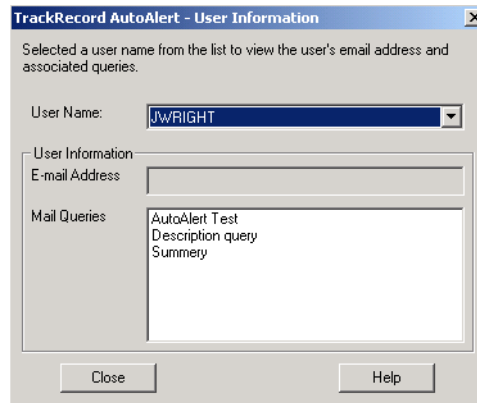 TrackRecord AutoAlert - User Information
Selected a user name from the list to view the user's email address and
associated queries.
User Name:
JWRIGHT
User Information
E-mail Address
Mail Queries
AutoAlert Test
Description query
Summery
Close
Help